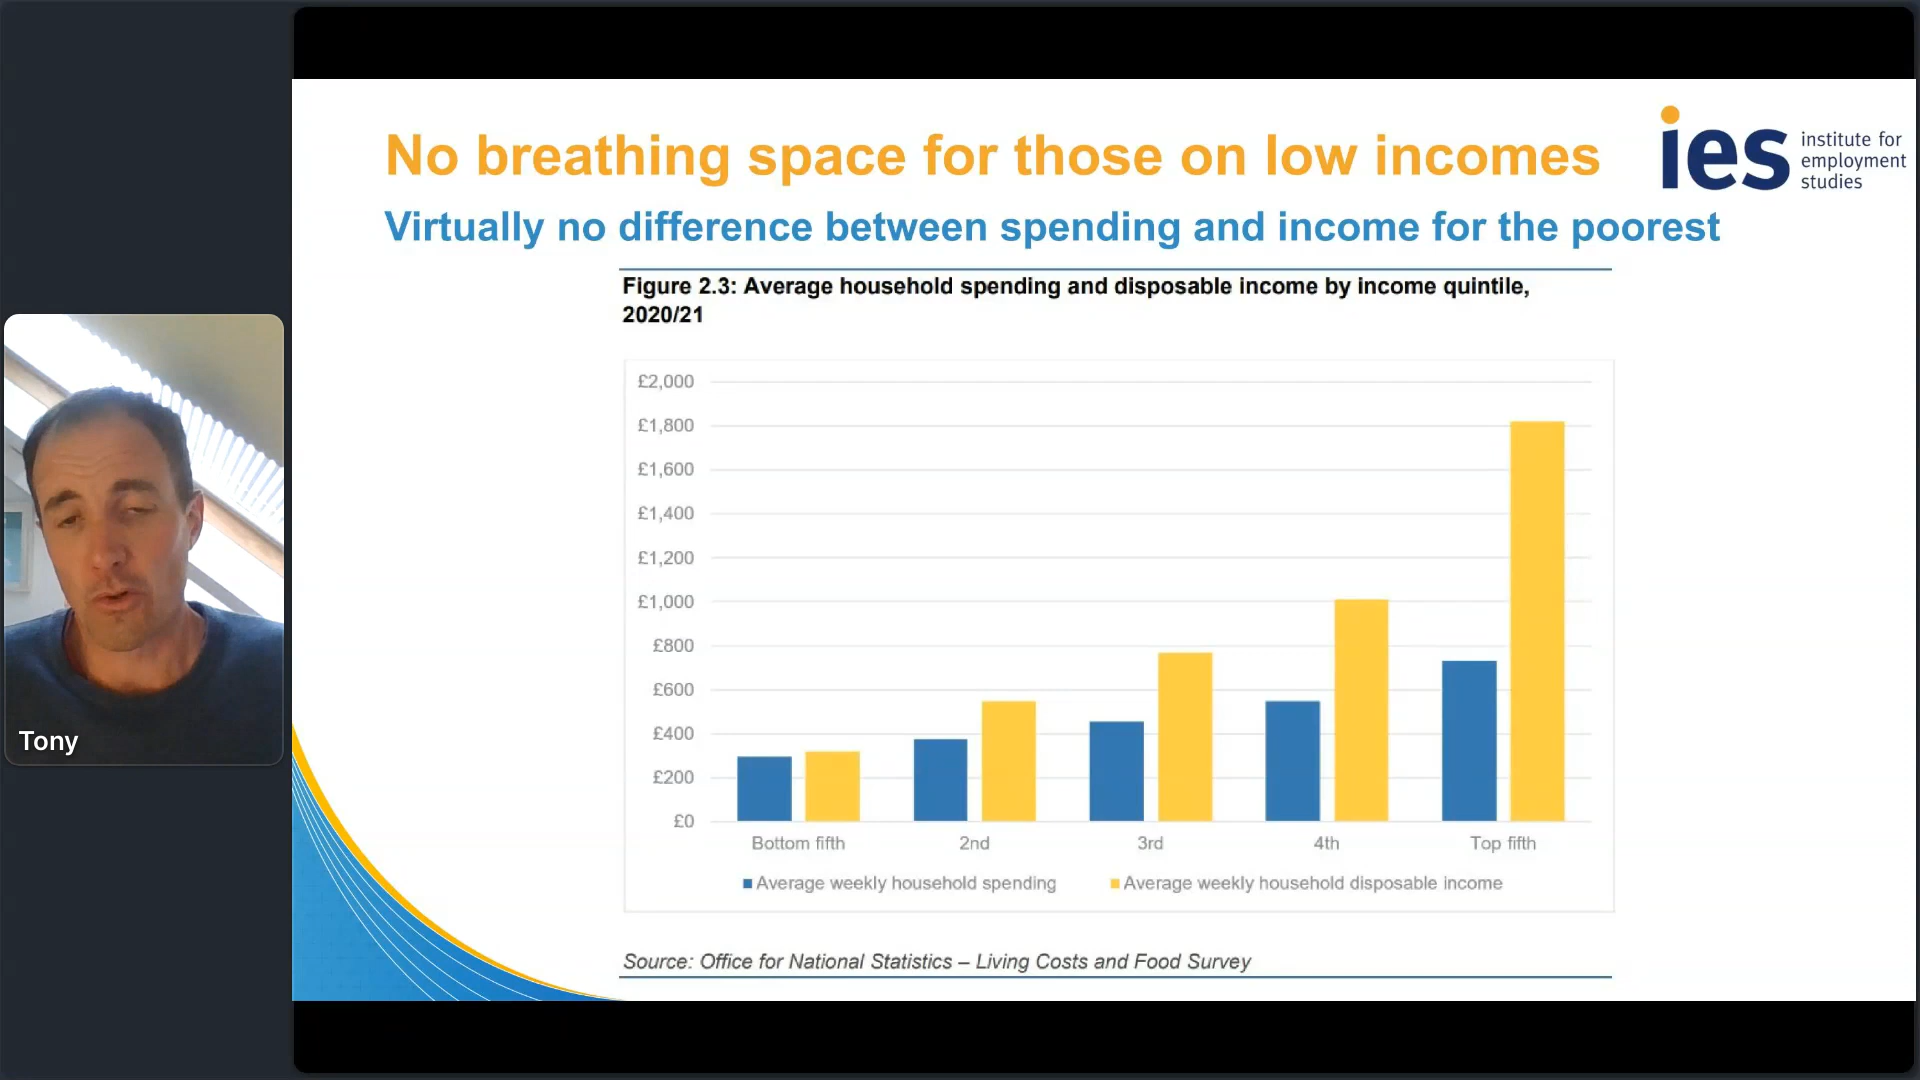 No breathing space for those on low incomes
ies
institute for
employment
studies
Virtually no difference between spending and income for the poorest
Figure 2.3: Average household spending and disposable income by income quintile,
2020/21
£2,000
£1,800
£1,600
£1,400
£1,200
£1,000
£800
£600
£400
£200
£0
Bottom fifth 2nd 3rd 4th Top fifth
Average weekly household spending Average weekly household disposable income
Source: Office for National Statistics – Living Costs and Food Survey
Tony